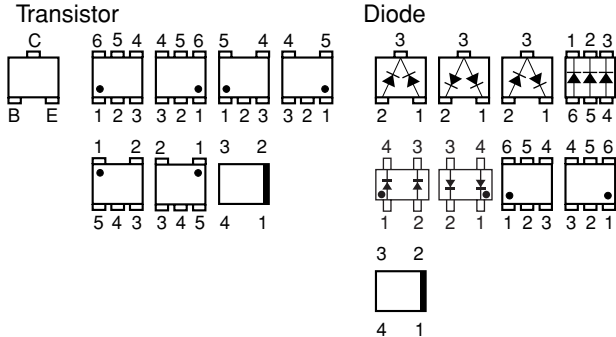 Transistor Diode
C 6 5 4 4 5 6 5 4 4 5 3 3 3 1 2 3
B E 1 2 3 3 2 1 1 2 3 3 2 1 2 1 2 1 2 1 6 5 4
1 2 2 1 3 2 4 3 3 4 6 5 4 4 5 6
5 4 3 3 4 5 4 1 1 2 2 1 1 2 3 3 2 1
3 2
4 1